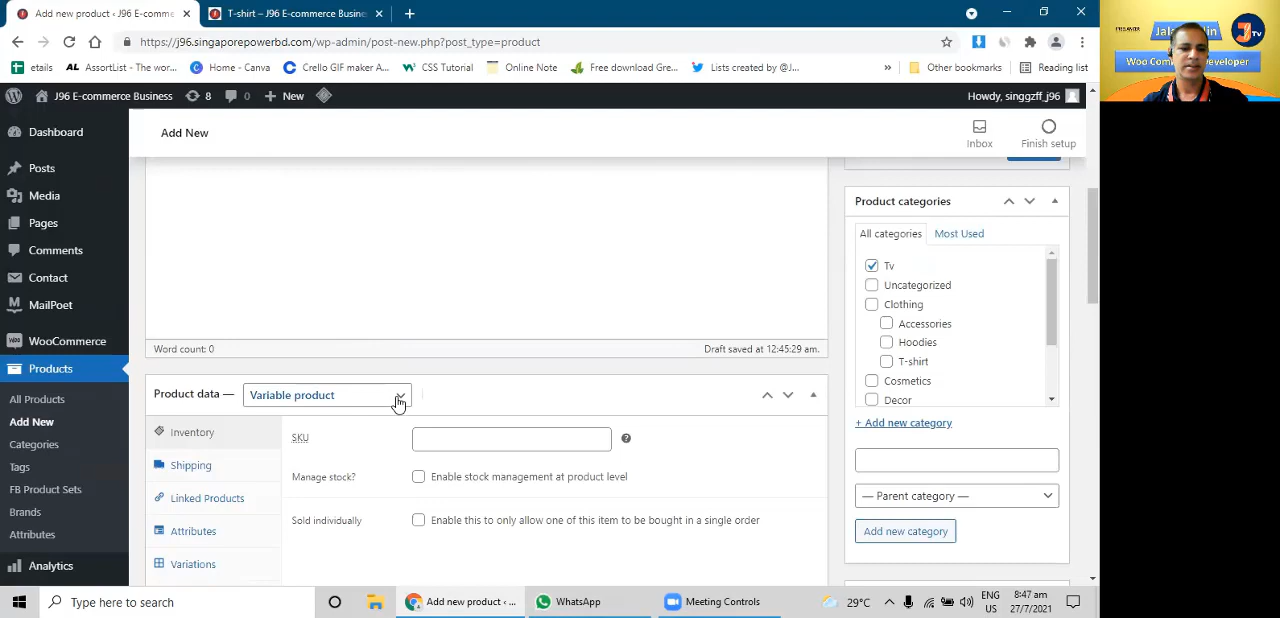 Add new product ‹ J96 E-comme
T-shirt – J96 E-commerce Busine
https://j96.singaporepowerbd.com/wp-admin/post-new.php?post_type=product
etails
AL AssortList - The wor...
Home - Canva
Crello GIF maker A...
CSS Tutorial
Online Note
Free download Gre...
Lists created by @J...
»
Other bookmarks
Reading list
J96 E-commerce Business
8
0
New
Howdy, singgzff_j96
Dashboard
Posts
Media
Pages
Comments
Contact
MailPoet
WooCommerce
Products
All Products
Add New
Categories
Tags
FB Product Sets
Brands
Attributes
Analytics
Add New
Inbox
Finish setup
Word count: 0
Draft saved at 12:45:29 am.
Product data —
Variable product
Inventory
Shipping
Linked Products
Attributes
Variations
SKU
Manage stock?
Enable stock management at product level
Sold individually
Enable this to only allow one of this item to be bought in a single order
Product categories
All categories
Most Used
Tv
Uncategorized
Clothing
Accessories
Hoodies
T-shirt
Cosmetics
Decor
+ Add new category
— Parent category —
Add new category
Type here to search
Add new product ‹ ...
WhatsApp
Meeting Controls
29°C
ENG
US
8:47 am
27/7/2021
TV
Developer